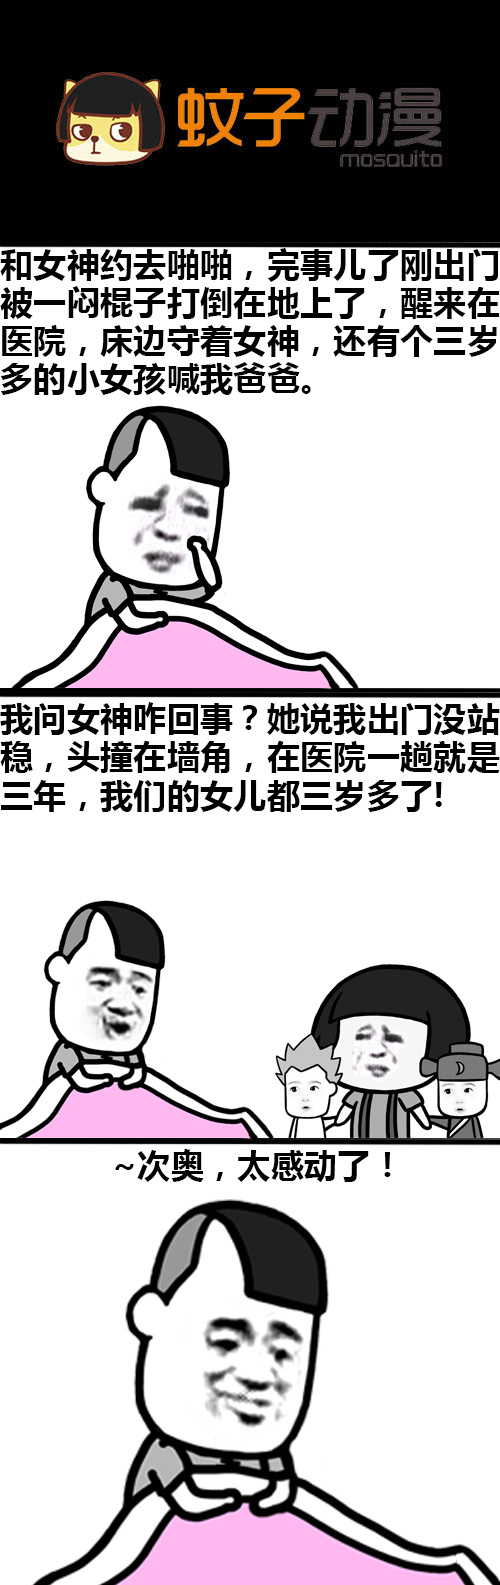 蚊子动漫
mosquito
和女神约去啪啪，完事儿了刚出门
被一闷棍子打倒在地上了，醒来在
医院，床边守着女神，还有个三岁
多的小女孩喊我爸爸。
我问女神咋回事？她说我出门没站
稳，头撞在墙角，在医院一趟就是
三年，我们的女儿都三岁多了!
~次奥，太感动了！